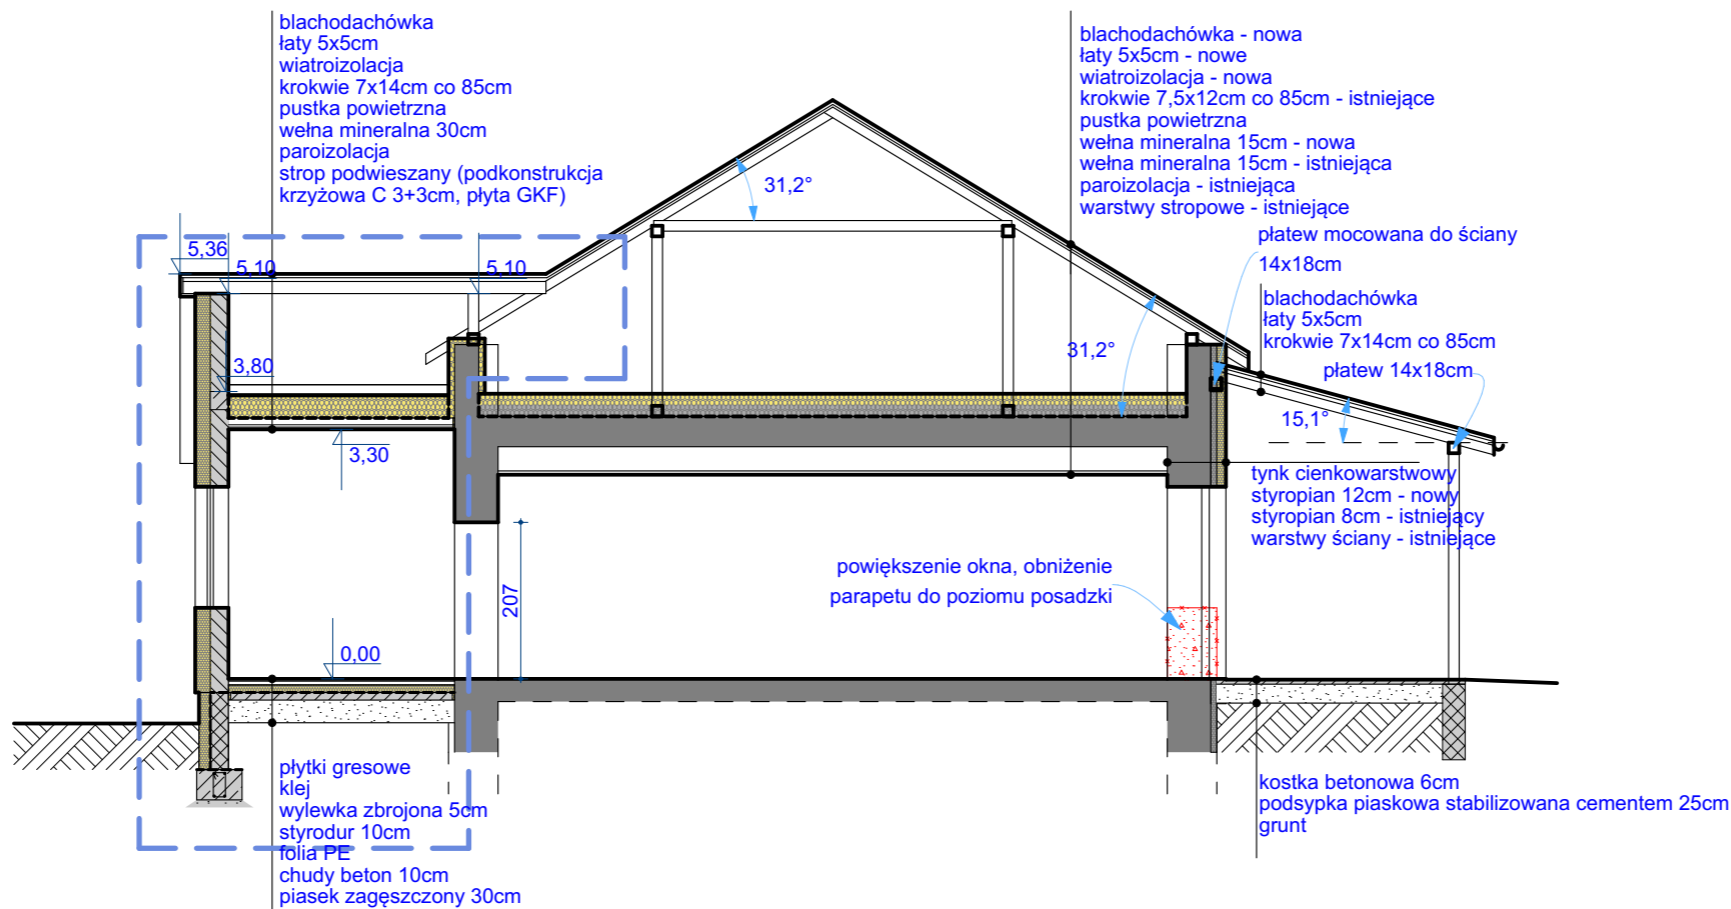 blachodachówka
łaty 5x5cm
wiatroizolacja
krokwie 7x14cm co 85cm
pustka powietrzna
wełna mineralna 30cm
paroizolacja
strop podwieszany (podkonstrukcja
krzyżowa C 3+3cm, płyta GKF)
blachodachówka - nowa
łaty 5x5cm - nowe
wiatroizolacja - nowa
krokwie 7,5x12cm co 85cm - istniejące
pustka powietrzna
wełna mineralna 15cm - nowa
wełna mineralna 15cm - istniejąca
paroizolacja - istniejąca
warstwy stropowe - istniejące
płatew mocowana do ściany
14x18cm
blachodachówka
łaty 5x5cm
krokwie 7x14cm co 85cm
płatew 14x18cm
31,2°
5,36
5,10
5,10
31,2°
3,80
15,1°
3,30
tynk cienkowarstwowy
styropian 12cm - nowy
styropian 8cm - istniejący
warstwy ściany - istniejące
powiększenie okna, obniżenie
parapetu do poziomu posadzki
207
0,00
płytki gresowe
klej
wylewka zbrojona 5cm
styrodur 10cm
folia PE
chudy beton 10cm
piasek zagęszczony 30cm
kostka betonowa 6cm
podsypka piaskowa stabilizowana cementem 25cm
grunt